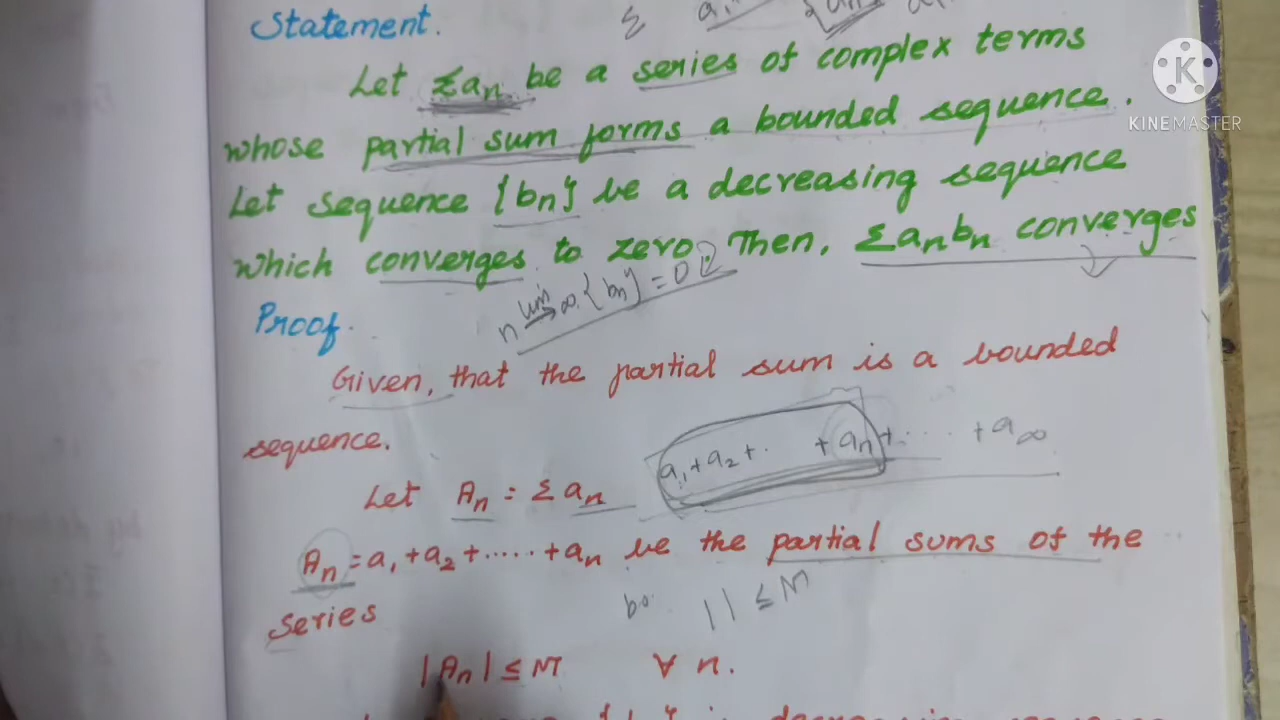 Statement.
Σ a₁
Let Σaₙ be a series of complex terms
K
KINEMASTER
whose partial sum forms a bounded sequence.
Let sequence {bₙ} be a decreasing sequence
which converges to zero. Then, Σaₙbₙ converges
n lim→∞ {bₙ} = 0
Proof.
Given, that the partial sum is a bounded
sequence.
a₁+a₂+. +aₙ+.....+a∞
Let Aₙ = Σaₙ
Aₙ = a₁+a₂+.....+aₙ be the partial sums of the
series
bo. | | ≤ M
|Aₙ| ≤ M ∀ n.